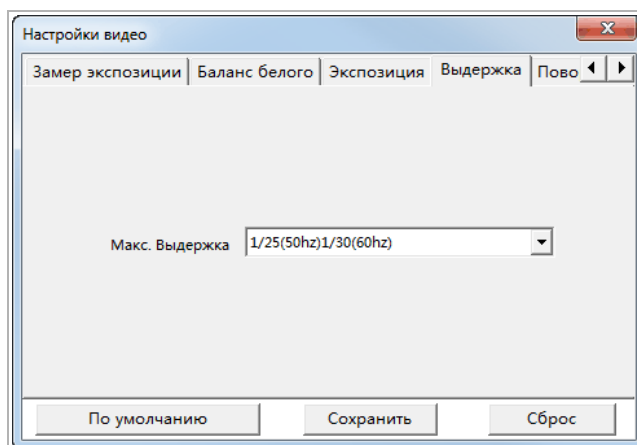 Настройки видео
Замер экспозиции Баланс белого Экспозиция Выдержка Пово
Макс. Выдержка 1/25(50hz)1/30(60hz)
По умолчанию Сохранить Сброс